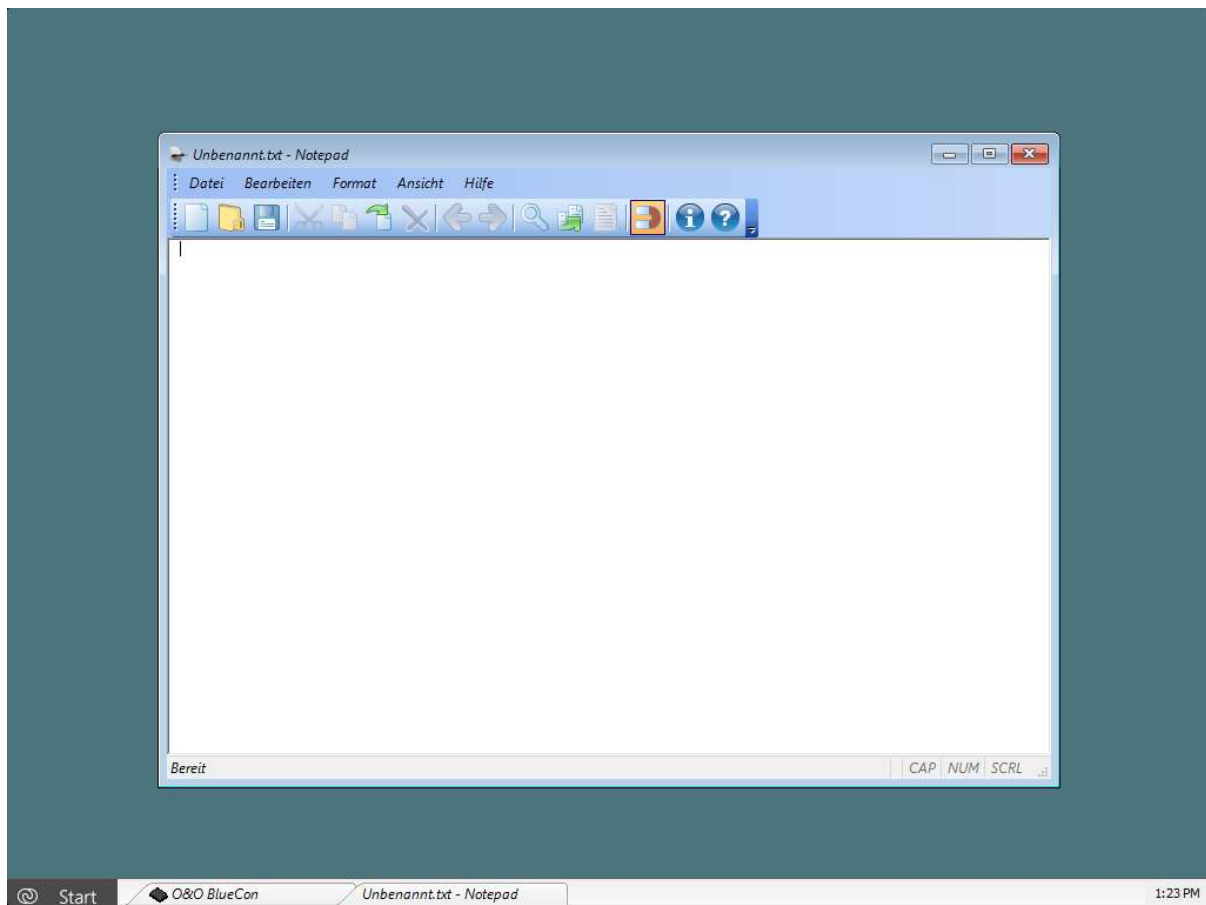 Unbenannt.txt - Notepad
Datei Bearbeiten Format Ansicht Hilfe
Bereit CAP NUM SCRL
Start O&O BlueCon Unbenannt.txt - Notepad 1:23 PM